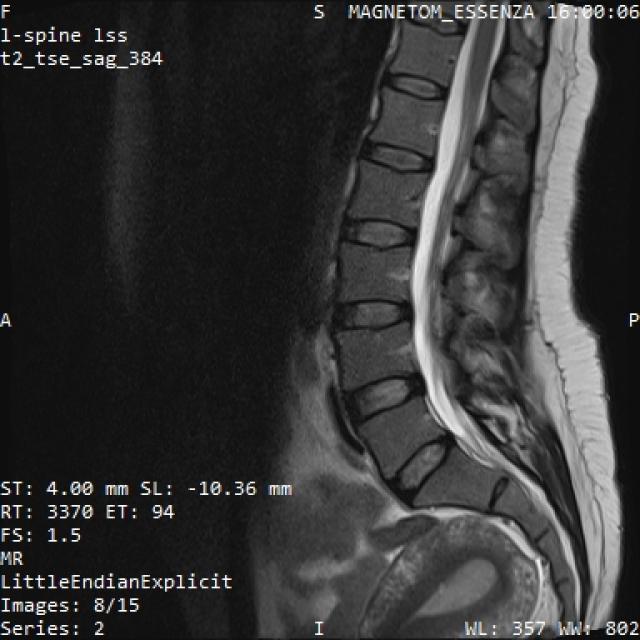 F
S
MAGNETOM_ESSENZA 16:00:06
l-spine lss
t2_tse_sag_384
A
P
ST: 4.00 mm SL: -10.36 mm
RT: 3370 ET: 94
FS: 1.5
MR
LittleEndianExplicit
Images: 8/15
Series: 2
I
WL: 357 WW: 802